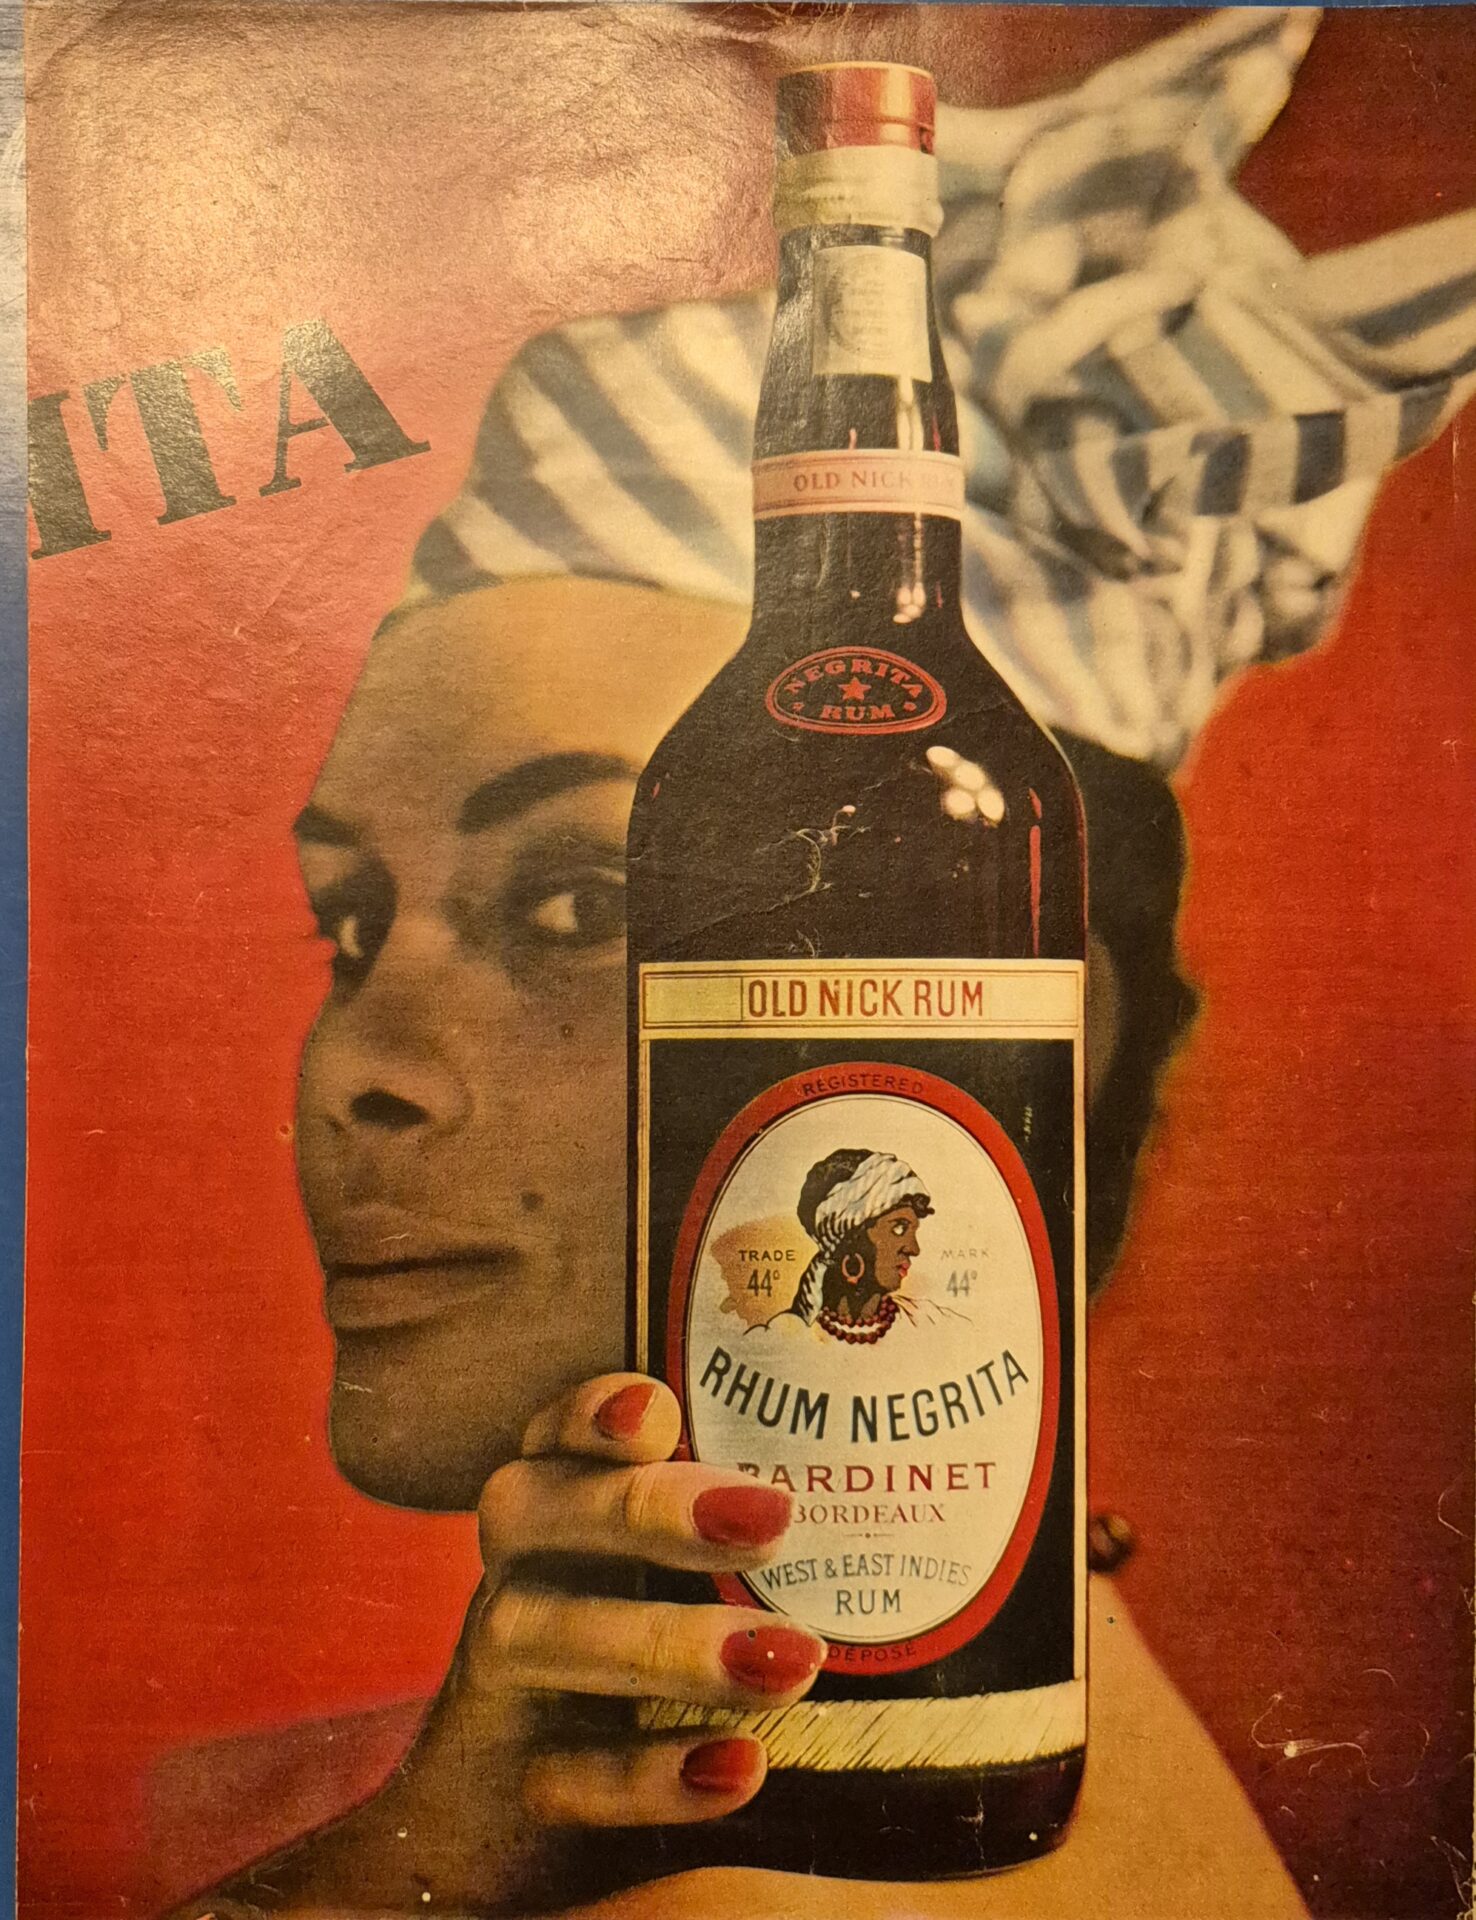 ITA
OLD NICK
NEGRITA
RUM
OLD NICK RUM
REGISTERED
TRADE MARK
44° 44°
RHUM NEGRITA
BARDINET
BORDEAUX
WEST & EAST INDIES
RUM
DÉPOSÉ